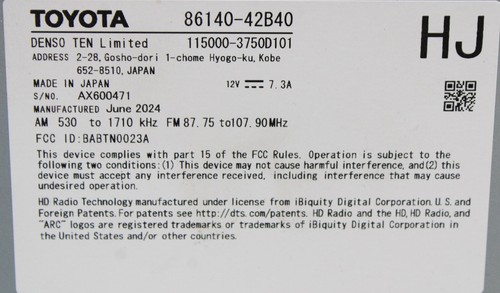 TOYOTA 86140-42B40
HJ
DENSO TEN Limited 115000-3750D101
ADDRESS 2-28, Gosho-dori 1-chome Hyogo-ku, Kobe
652-8510, JAPAN
MADE IN JAPAN 12V 7.3A
S/NO. AX600471
MANUFACTURED June 2024
AM 530 to 1710 kHz FM 87.75 to107.90MHz
FCC ID:BABTN0023A
This device complies with part 15 of the FCC Rules. Operation is subject to the
following two conditions:(1) This device may not cause harmful interference, and(2) this
device must accept any interference received, including interference that may cause
undesired operation.
HD Radio Technology manufactured under license from iBiquity Digital Corporation. U.S. and
Foreign Patents. For patents see http://dts.com/patents. HD Radio and the HD, HD Radio, and
"ARC" logos are registered trademarks or trademarks of iBiquity Digital Corporation in
the United States and/or other countries.